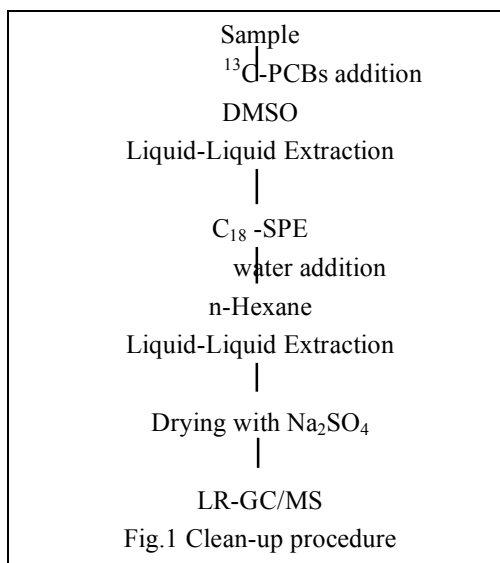 Sample
¹³C-PCBs addition
DMSO
Liquid-Liquid Extraction
C₁₈ -SPE
water addition
n-Hexane
Liquid-Liquid Extraction
Drying with Na₂SO₄
LR-GC/MS
Fig.1 Clean-up procedure